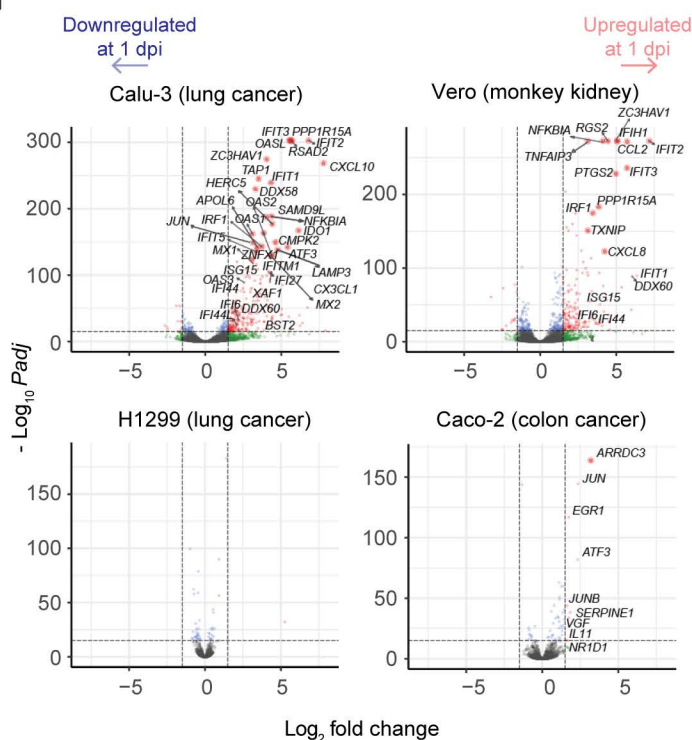 Downregulated
at 1 dpi
Upregulated
at 1 dpi
Calu-3 (lung cancer)
Vero (monkey kidney)
- Log10 Padj
300
200
100
0
IFIT3 PPP1R15A
OASL
IFIT2
RSAD2
ZC3HAV1
CXCL10
TAP1
IFIT1
HERC5
DDX58
APOL6
OAS2
SAMD9L
JUN
IRF1
OAS1
NFKBIA
IDO1
IFIT5
CMPK2
MX1
ZNFX1
ATF3
ISG15
IFITM1
LAMP3
OAS3
IFI27
IFI44
XAF1
CX3CL1
IFI6
DDX60
MX2
IFI44L
BST2
−5
0
5
200
100
0
ZC3HAV1
NFKBIA
RGS2
IFIH1
TNFAIP3
CCL2
IFIT2
PTGS2
IFIT3
IRF1
PPP1R15A
TXNIP
CXCL8
IFIT1
DDX60
ISG15
IFI6
IFI44
−5
0
5
H1299 (lung cancer)
Caco-2 (colon cancer)
150
100
50
0
−5
0
5
150
100
50
0
ARRDC3
JUN
EGR1
ATF3
JUNB
SERPINE1
VGF
IL11
NR1D1
−5
0
5
Log2 fold change